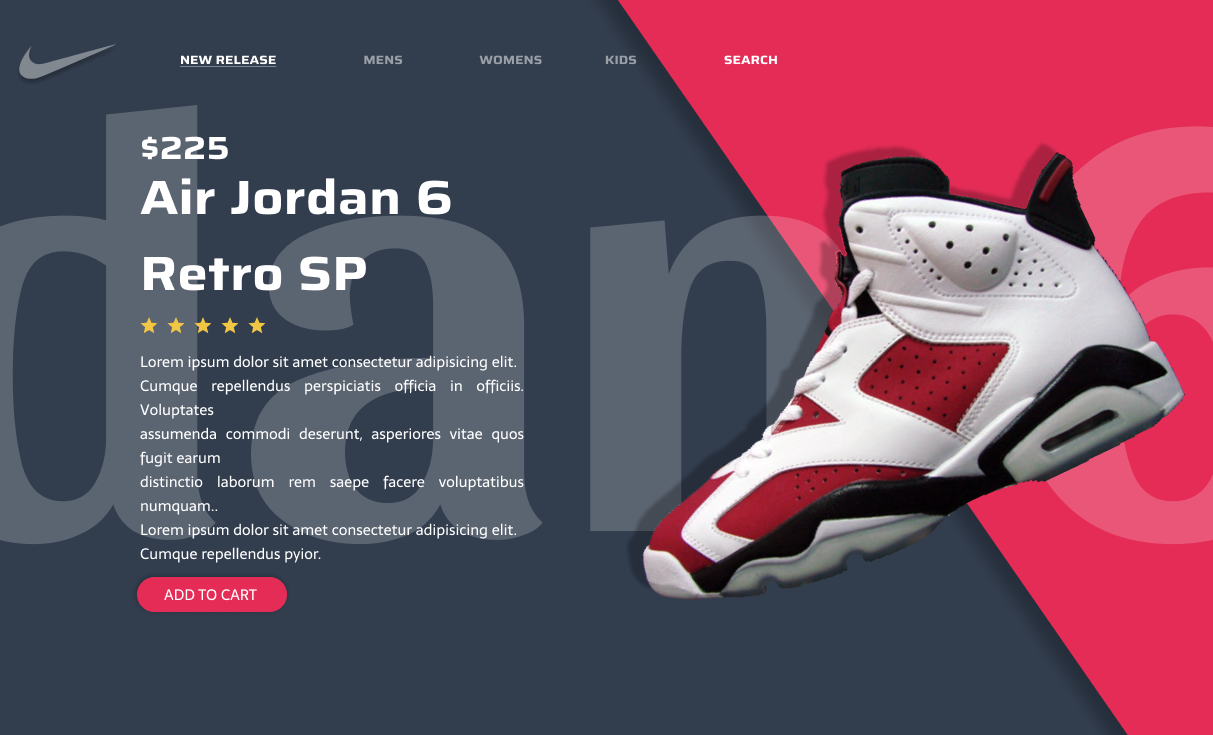 NEW RELEASE MENS WOMENS KIDS SEARCH
dan 6
$225
Air Jordan 6
Retro SP
Lorem ipsum dolor sit amet consectetur adipisicing elit.
Cumque repellendus perspiciatis officia in officiis.
Voluptates
assumenda commodi deserunt, asperiores vitae quos
fugit earum
distinctio laborum rem saepe facere voluptatibus
numquam..
Lorem ipsum dolor sit amet consectetur adipisicing elit.
Cumque repellendus pyior.
ADD TO CART